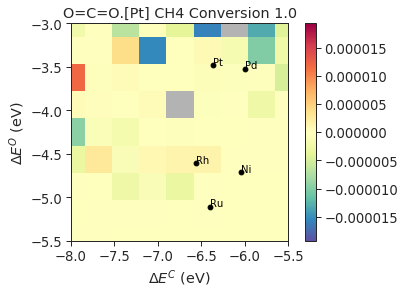 O=C=O.[Pt] CH4 Conversion 1.0
−3.0
−3.5
−4.0
−4.5
−5.0
−5.5
ΔE^O (eV)
Pt
Pd
Rh
Ni
Ru
−8.0 −7.5 −7.0 −6.5 −6.0 −5.5
ΔE^C (eV)
0.000015
0.000010
0.000005
0.000000
−0.000005
−0.000010
−0.000015